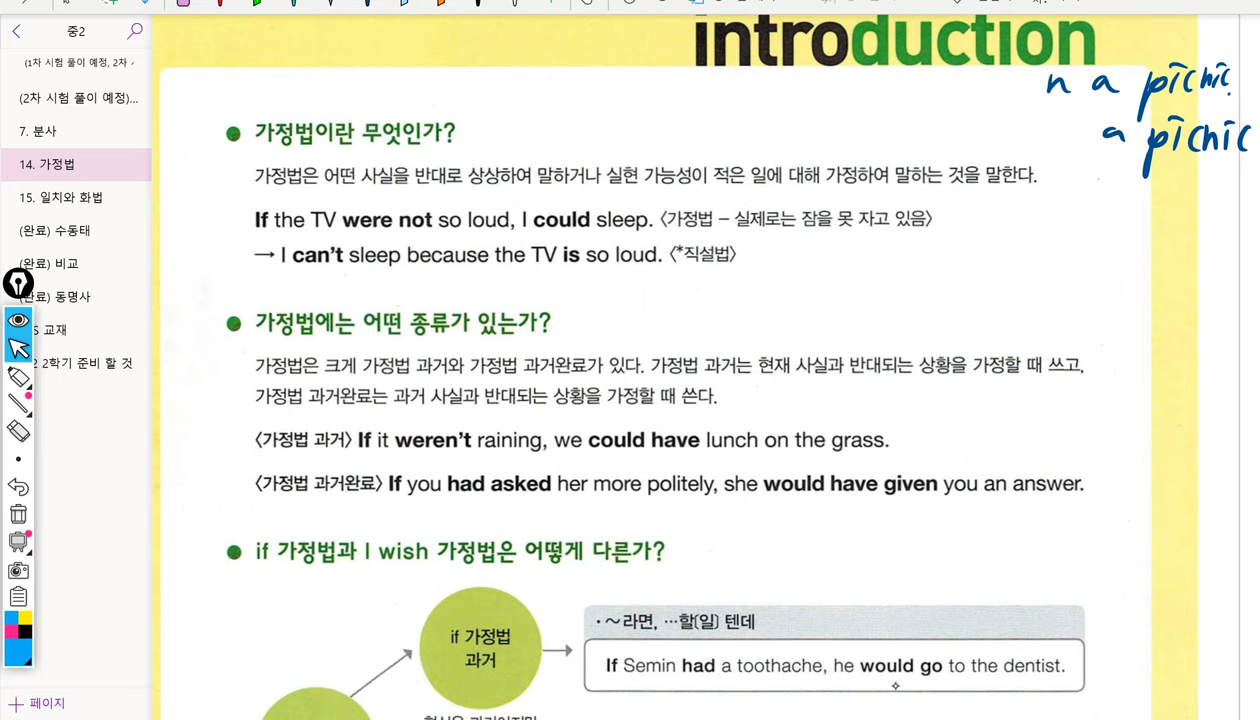 중2
(1차 시험 풀이 예정, 2차
(2차 시험 풀이 예정)...
7. 분사
14. 가정법
15. 일치와 화법
(완료) 수동태
(완료) 비교
료) 동명사
S 교재
2 2학기 준비 할 것
페이지
introduction
n a picnic.
a picnic
가정법이란 무엇인가?
가정법은 어떤 사실을 반대로 상상하여 말하거나 실현 가능성이 적은 일에 대해 가정하여 말하는 것을 말한다.
If the TV were not so loud, I could sleep. 〈가정법 – 실제로는 잠을 못 자고 있음〉
→ I can't sleep because the TV is so loud. 〈*직설법〉
가정법에는 어떤 종류가 있는가?
가정법은 크게 가정법 과거와 가정법 과거완료가 있다. 가정법 과거는 현재 사실과 반대되는 상황을 가정할 때 쓰고,
가정법 과거완료는 과거 사실과 반대되는 상황을 가정할 때 쓴다.
〈가정법 과거〉 If it weren't raining, we could have lunch on the grass.
〈가정법 과거완료〉 If you had asked her more politely, she would have given you an answer.
if 가정법과 I wish 가정법은 어떻게 다른가?
if 가정법
과거
· ~라면, …할(일) 텐데
If Semin had a toothache, he would go to the dentist.